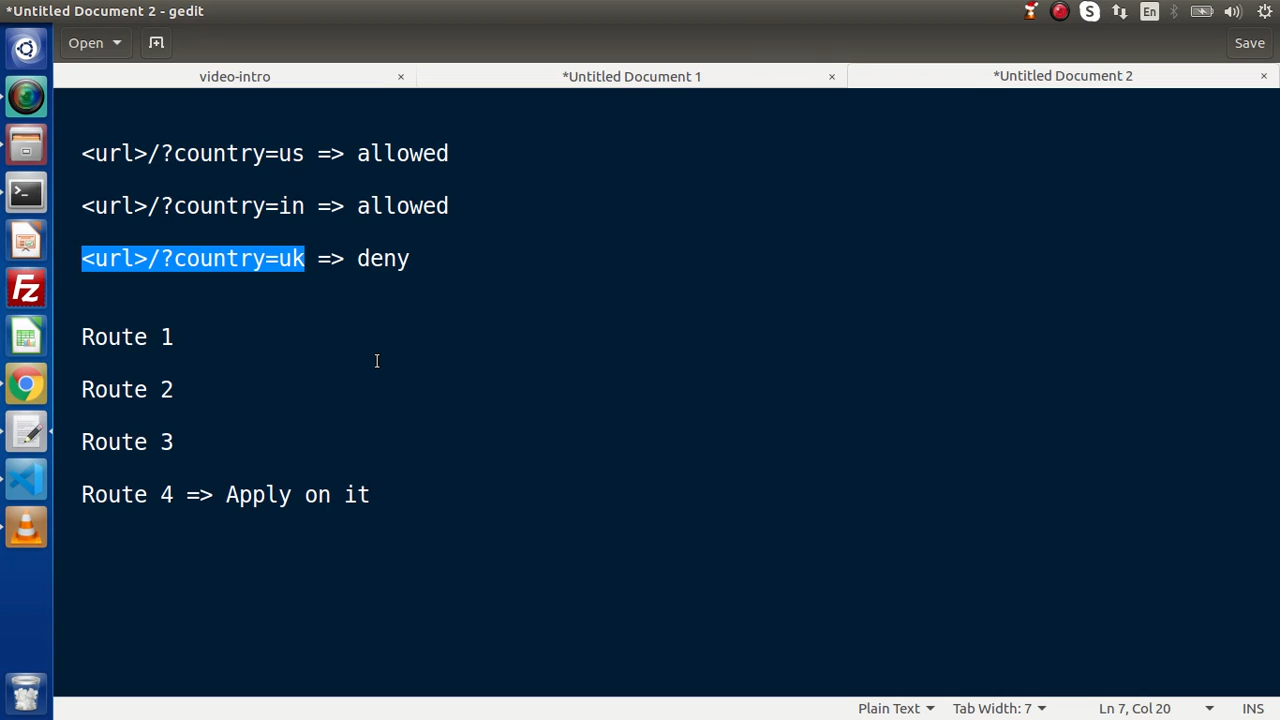 *Untitled Document 2 - gedit
En
Open
Save
video-intro × *Untitled Document 1 × *Untitled Document 2 ×
<url>/?country=us => allowed
<url>/?country=in => allowed
<url>/?country=uk => deny
Route 1
Route 2
Route 3
Route 4 => Apply on it
Plain Text Tab Width: 7 Ln 7, Col 20 INS